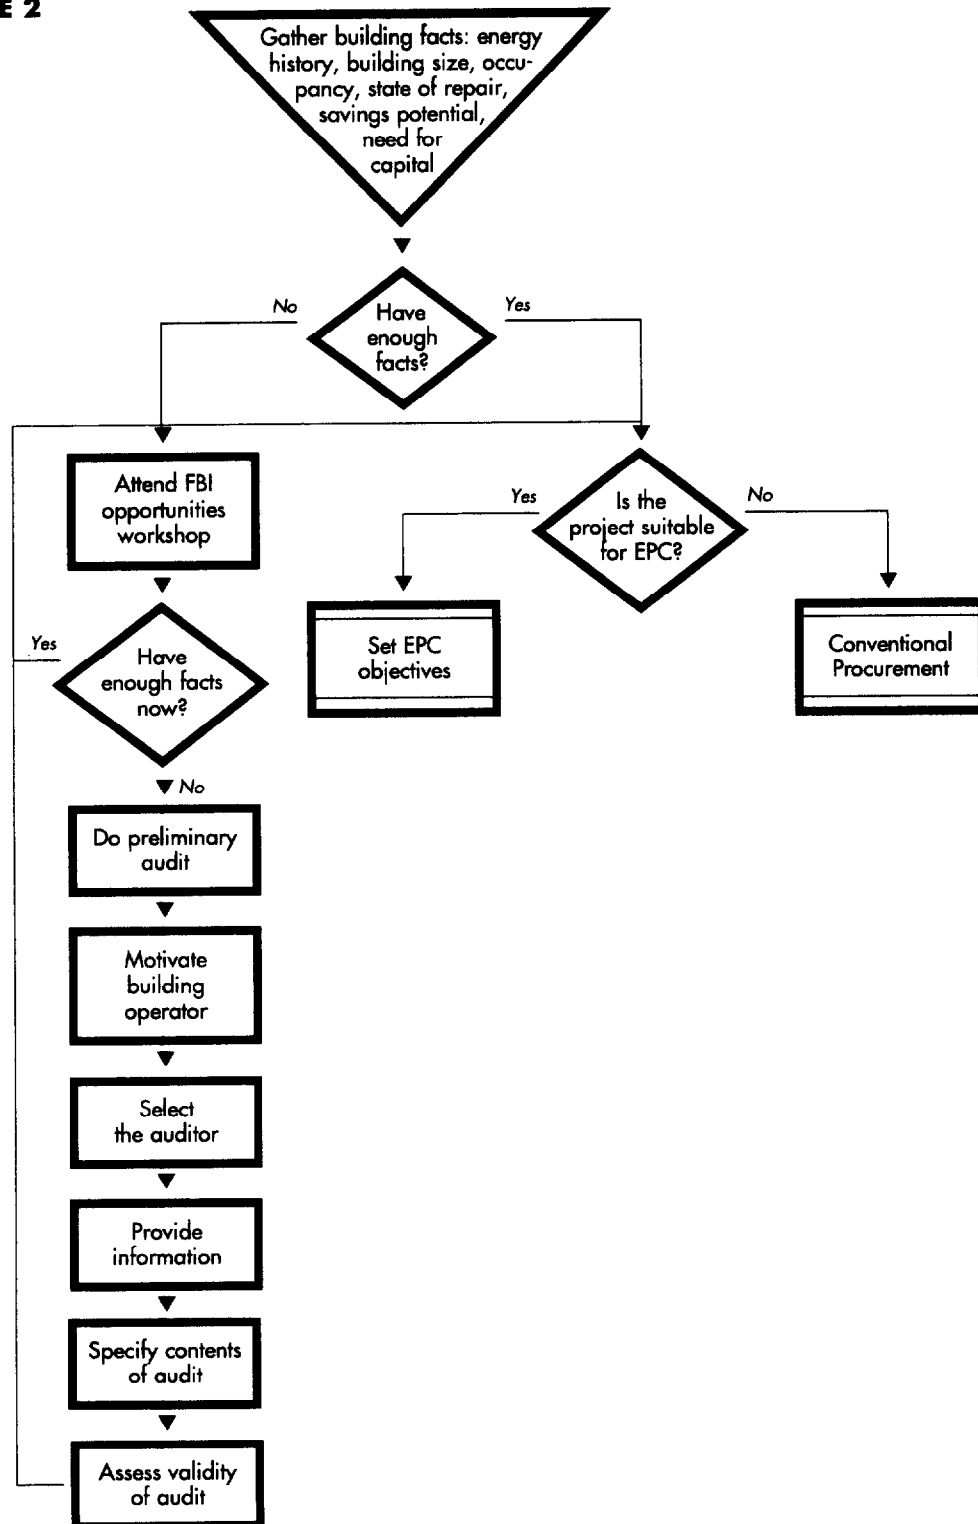 E 2
Gather building facts: energy
history, building size, occu-
pancy, state of repair,
savings potential,
need for
capital
No
Yes
Have
enough
facts?
Attend FBI
opportunities
workshop
Yes
Is the
project suitable
for EPC?
No
Set EPC
objectives
Conventional
Procurement
Yes
Have
enough facts
now?
No
Do preliminary
audit
Motivate
building
operator
Select
the auditor
Provide
information
Specify contents
of audit
Assess validity
of audit